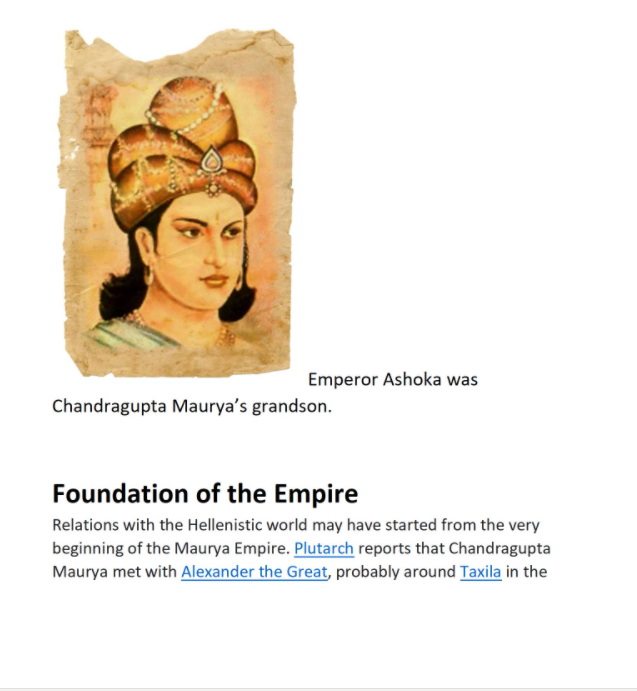 Emperor Ashoka was
Chandragupta Maurya’s grandson.
Foundation of the Empire
Relations with the Hellenistic world may have started from the very
beginning of the Maurya Empire. Plutarch reports that Chandragupta
Maurya met with Alexander the Great, probably around Taxila in the